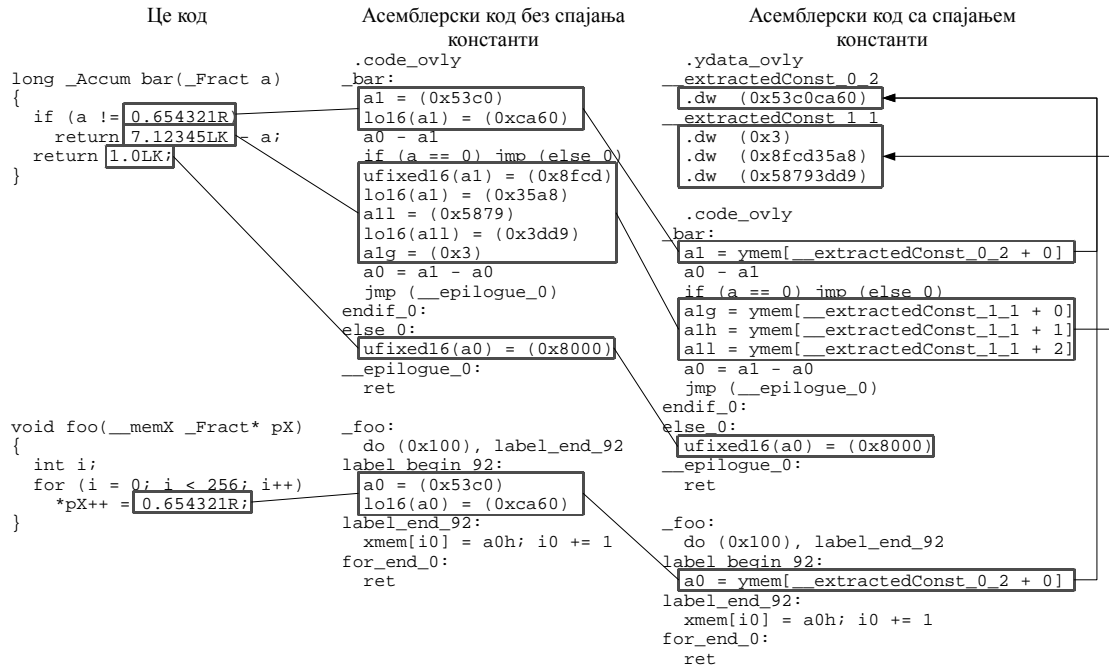 Це код
long _Accum bar(_Fract a)
{
if (a != 0.654321R)
return 7.12345LK - a;
return 1.0LK;
}
void foo(__memX _Fract* pX)
{
int i;
for (i = 0; i < 256; i++)
*pX++ = 0.654321R;
}
Асемблерски код без спајања
константи
.code_ovly
_bar:
a1 = (0x53c0)
lo16(a1) = (0xca60)
a0 - a1
if (a == 0) jmp (else_0)
ufixed16(a1) = (0x8fcd)
lo16(a1) = (0x35a8)
a1l = (0x5879)
lo16(a1l) = (0x3dd9)
a1g = (0x3)
a0 = a1 - a0
jmp (__epilogue_0)
endif_0:
else_0:
ufixed16(a0) = (0x8000)
__epilogue_0:
ret
_foo:
do (0x100), label_end_92
label_begin_92:
a0 = (0x53c0)
lo16(a0) = (0xca60)
label_end_92:
xmem[i0] = a0h; i0 += 1
for_end_0:
ret
Асемблерски код са спајањем
константи
.ydata_ovly
__extractedConst_0_2
.dw (0x53c0ca60)
__extractedConst_1_1
.dw (0x3)
.dw (0x8fcd35a8)
.dw (0x58793dd9)
.code_ovly
_bar:
a1 = ymem[__extractedConst_0_2 + 0]
a0 - a1
if (a == 0) jmp (else_0)
a1g = ymem[__extractedConst_1_1 + 0]
a1h = ymem[__extractedConst_1_1 + 1]
a1l = ymem[__extractedConst_1_1 + 2]
a0 = a1 - a0
jmp (__epilogue_0)
endif_0:
else_0:
ufixed16(a0) = (0x8000)
__epilogue_0:
ret
_foo:
do (0x100), label_end_92
label_begin_92:
a0 = ymem[__extractedConst_0_2 + 0]
label_end_92:
xmem[i0] = a0h; i0 += 1
for_end_0:
ret